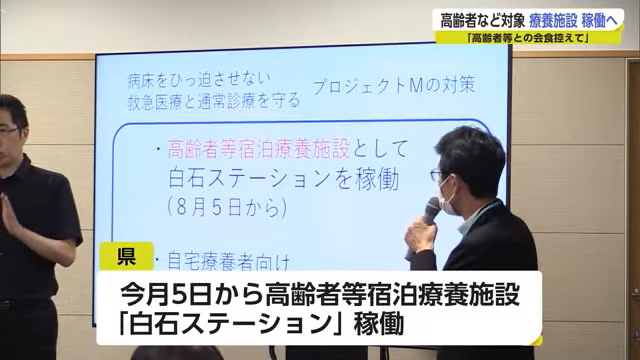 高齢者など対象 療養施設 稼働へ
「高齢者等との会食控えて」
病床をひっ迫させない
救急医療と通常診療を守る
プロジェクトMの対策
・高齢者等宿泊療養施設として
白石ステーションを稼働
(8月5日から)
・自宅療養者向け
県
今月5日から高齢者等宿泊療養施設
「白石ステーション」稼働